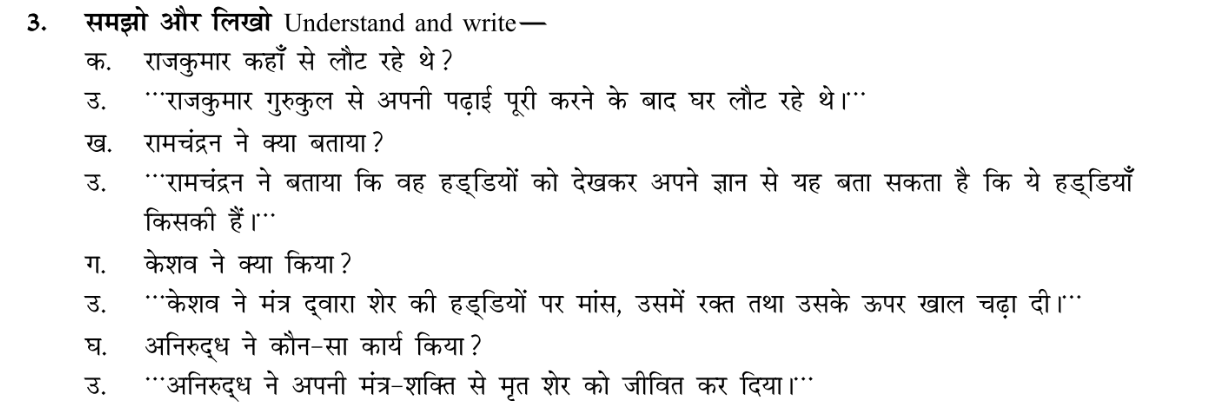 3. समझो और लिखो Understand and write—
क. राजकुमार कहाँ से लौट रहे थे?
उ. ```राजकुमार गुरुकुल से अपनी पढ़ाई पूरी करने के बाद घर लौट रहे थे।```
ख. रामचंद्रन ने क्या बताया?
उ. ```रामचंद्रन ने बताया कि वह हड्‌डियों को देखकर अपने ज्ञान से यह बता सकता है कि ये हड्‌डियाँ
किसकी हैं।```
ग. केशव ने क्या किया?
उ. ```केशव ने मंत्र द्‌वारा शेर की हड्‌डियों पर मांस, उसमें रक्त तथा उसके ऊपर खाल चढ़ा दी।```
घ. अनिरुद्‌ध ने कौन-सा कार्य किया?
उ. ```अनिरुद्‌ध ने अपनी मंत्र-शक्ति से मृत शेर को जीवित कर दिया।```